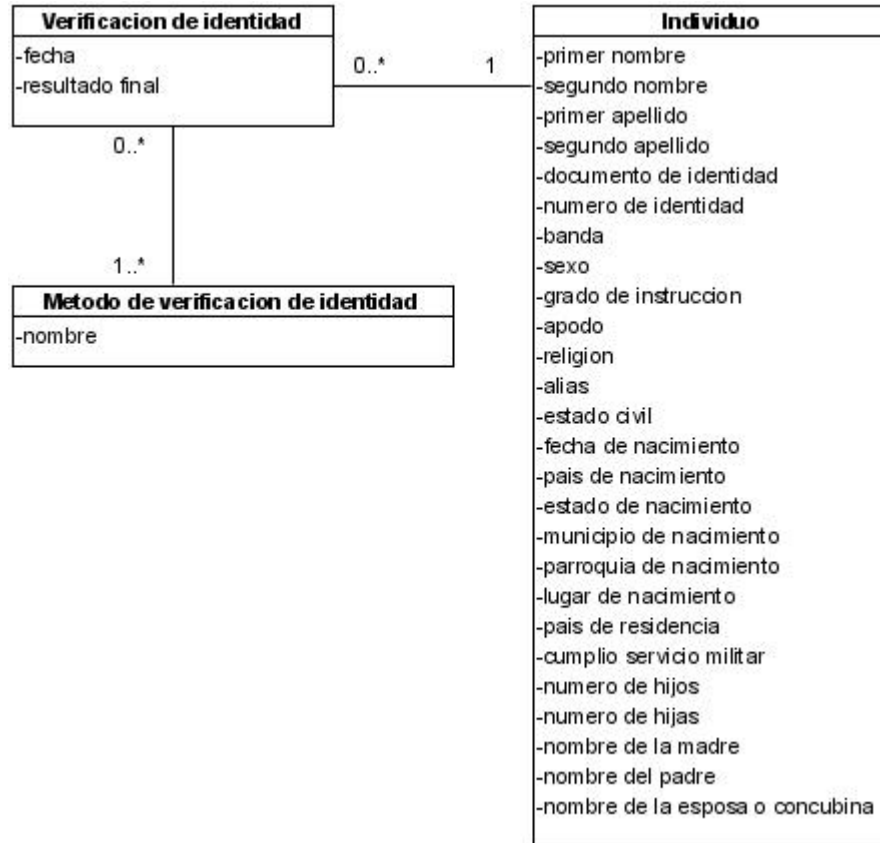 Verificacion de identidad
-fecha
-resultado final
0..*
1
0..*
1..*
Metodo de verificacion de identidad
-nombre
Individuo
-primer nombre
-segundo nombre
-primer apellido
-segundo apellido
-documento de identidad
-numero de identidad
-banda
-sexo
-grado de instruccion
-apodo
-religion
-alias
-estado civil
-fecha de nacimiento
-pais de nacimiento
-estado de nacimiento
-municipio de nacimiento
-parroquia de nacimiento
-lugar de nacimiento
-pais de residencia
-cumplio servicio militar
-numero de hijos
-numero de hijas
-nombre de la madre
-nombre del padre
-nombre de la esposa o concubina